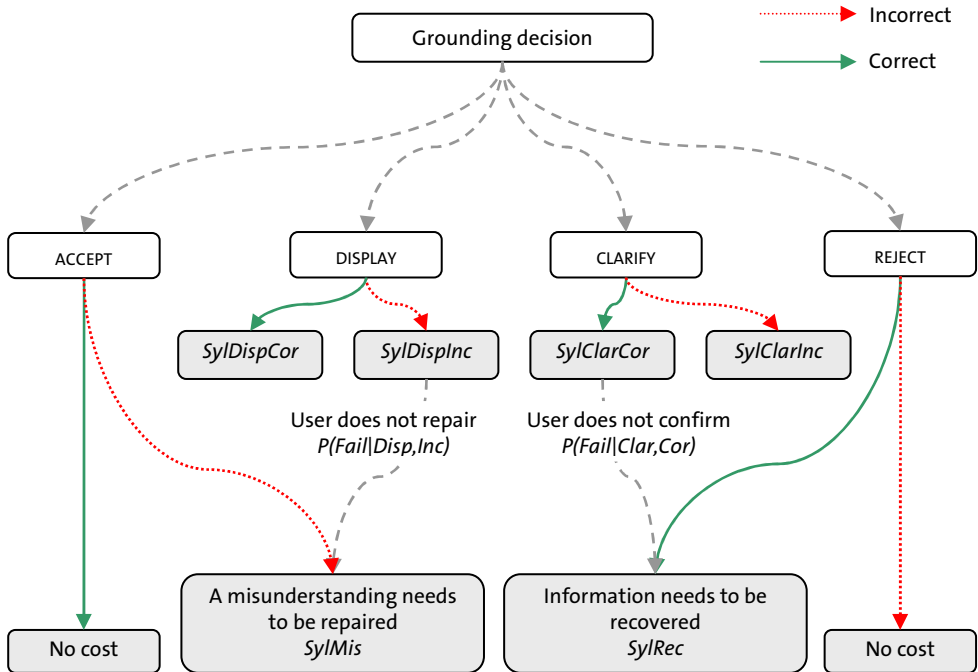 Incorrect
Grounding decision
Correct
ACCEPT
DISPLAY
CLARIFY
REJECT
SylDispCor
SylDispInc
SylClarCor
SylClarInc
User does not repair
P(Fail|Disp,Inc)
User does not confirm
P(Fail|Clar,Cor)
A misunderstanding needs
to be repaired
SylMis
Information needs to be
recovered
SylRec
No cost
No cost